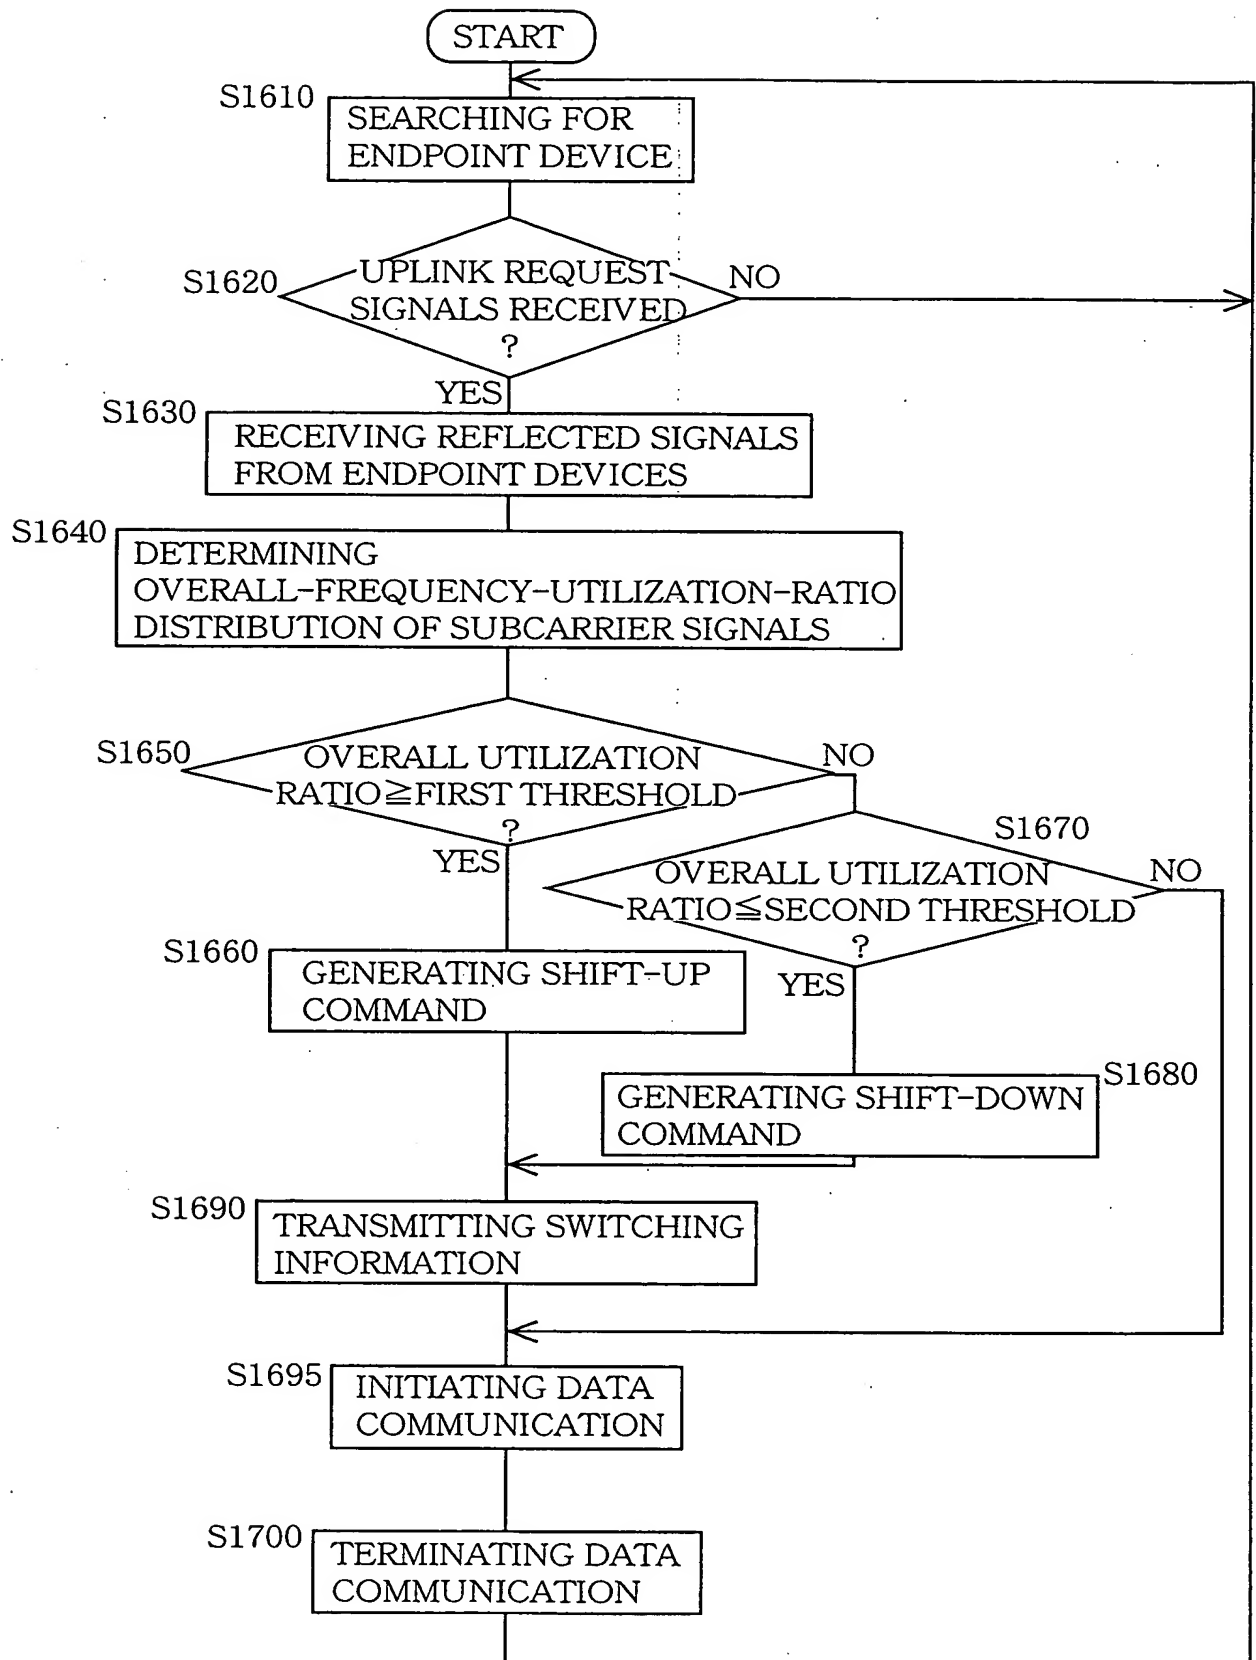 START
S1610
SEARCHING FOR
ENDPOINT DEVICE
S1620
UPLINK REQUEST
SIGNALS RECEIVED
?
NO
YES
S1630
RECEIVING REFLECTED SIGNALS
FROM ENDPOINT DEVICES
S1640
DETERMINING
OVERALL-FREQUENCY-UTILIZATION-RATIO
DISTRIBUTION OF SUBCARRIER SIGNALS
S1650
OVERALL UTILIZATION
RATIO≧FIRST THRESHOLD
?
NO
YES
S1670
OVERALL UTILIZATION
RATIO≦SECOND THRESHOLD
?
NO
YES
S1660
GENERATING SHIFT-UP
COMMAND
S1680
GENERATING SHIFT-DOWN
COMMAND
S1690
TRANSMITTING SWITCHING
INFORMATION
S1695
INITIATING DATA
COMMUNICATION
S1700
TERMINATING DATA
COMMUNICATION